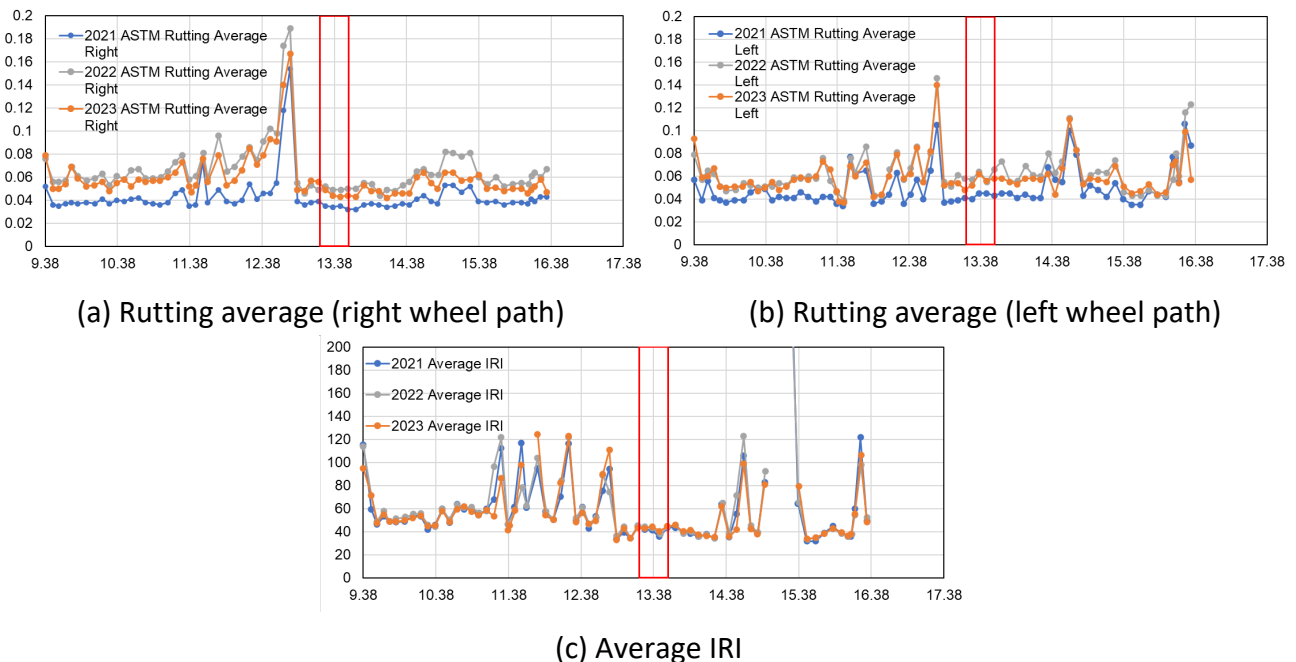 0.2
0.18
0.16
0.14
0.12
0.1
0.08
0.06
0.04
0.02
0
2021 ASTM Rutting Average
Right
2022 ASTM Rutting Average
Right
2023 ASTM Rutting Average
Right
9.38 10.38 11.38 12.38 13.38 14.38 15.38 16.38 17.38
(a) Rutting average (right wheel path)
0.2
0.18
0.16
0.14
0.12
0.1
0.08
0.06
0.04
0.02
0
2021 ASTM Rutting Average
Left
2022 ASTM Rutting Average
Left
2023 ASTM Rutting Average
Left
9.38 10.38 11.38 12.38 13.38 14.38 15.38 16.38 17.38
(b) Rutting average (left wheel path)
200
180
160
140
120
100
80
60
40
20
0
2021 Average IRI
2022 Average IRI
2023 Average IRI
9.38 10.38 11.38 12.38 13.38 14.38 15.38 16.38 17.38
(c) Average IRI